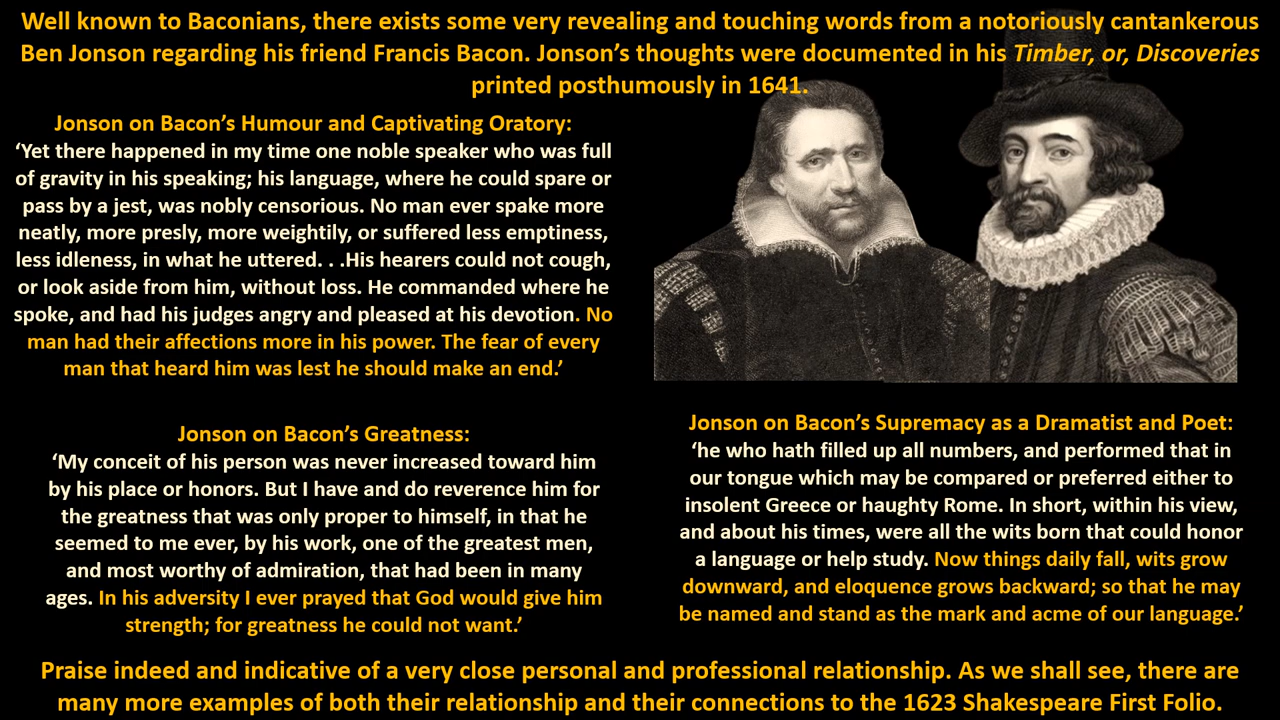 Well known to Baconians, there exists some very revealing and touching words from a notoriously cantankerous
Ben Jonson regarding his friend Francis Bacon. Jonson's thoughts were documented in his Timber, or, Discoveries
printed posthumously in 1641.
Jonson on Bacon's Humour and Captivating Oratory:
'Yet there happened in my time one noble speaker who was full
of gravity in his speaking; his language, where he could spare or
pass by a jest, was nobly censorious. No man ever spake more
neatly, more presly, more weightily, or suffered less emptiness,
less idleness, in what he uttered. . .His hearers could not cough,
or look aside from him, without loss. He commanded where he
spoke, and had his judges angry and pleased at his devotion. No
man had their affections more in his power. The fear of every
man that heard him was lest he should make an end.'
Jonson on Bacon's Greatness:
'My conceit of his person was never increased toward him
by his place or honors. But I have and do reverence him for
the greatness that was only proper to himself, in that he
seemed to me ever, by his work, one of the greatest men,
and most worthy of admiration, that had been in many
ages. In his adversity I ever prayed that God would give him
strength; for greatness he could not want.'
Jonson on Bacon's Supremacy as a Dramatist and Poet:
'he who hath filled up all numbers, and performed that in
our tongue which may be compared or preferred either to
insolent Greece or haughty Rome. In short, within his view,
and about his times, were all the wits born that could honor
a language or help study. Now things daily fall, wits grow
downward, and eloquence grows backward; so that he may
be named and stand as the mark and acme of our language.'
Praise indeed and indicative of a very close personal and professional relationship. As we shall see, there are
many more examples of both their relationship and their connections to the 1623 Shakespeare First Folio.